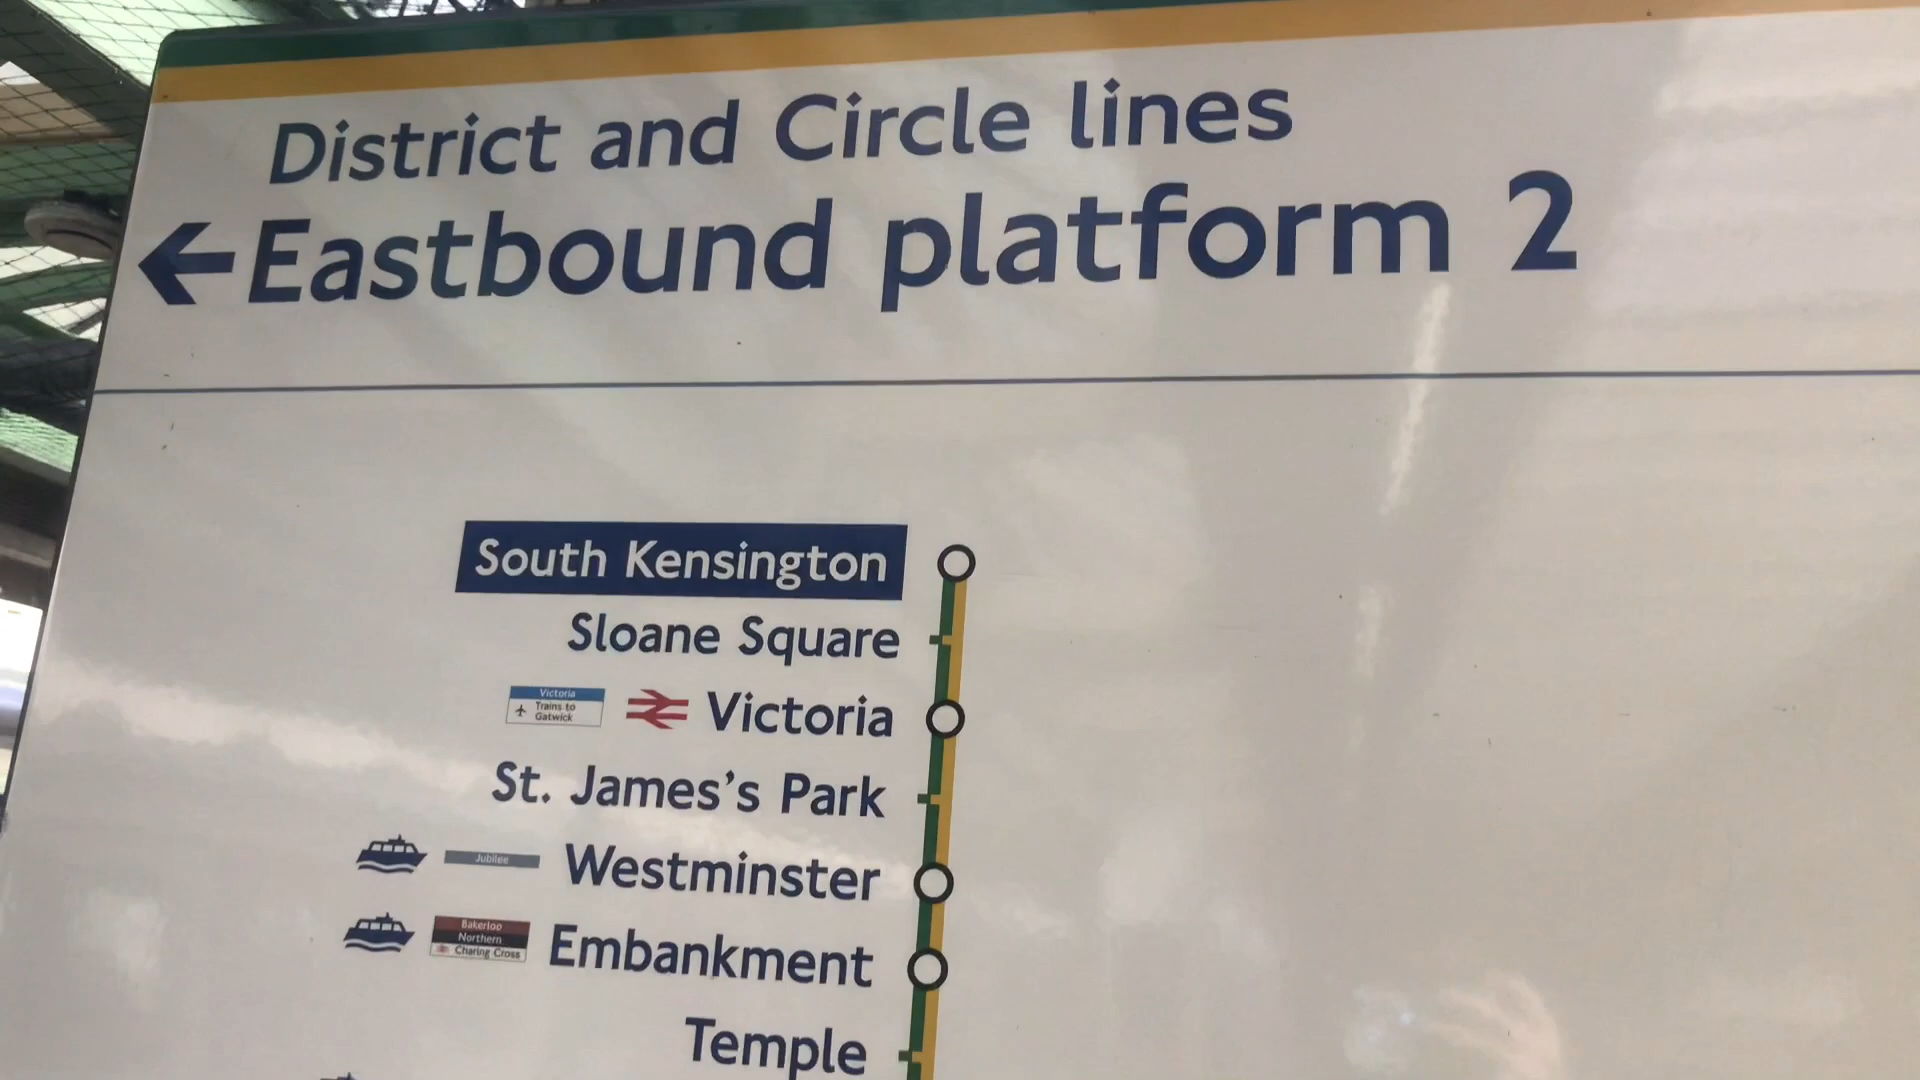 District and Circle lines
Eastbound platform 2
South Kensington
Sloane Square
Victoria
Trains to
Gatwick
Victoria
St. James's Park
Jubilee
Westminster
Bakerloo
Northern
Charing Cross
Embankment
Temple